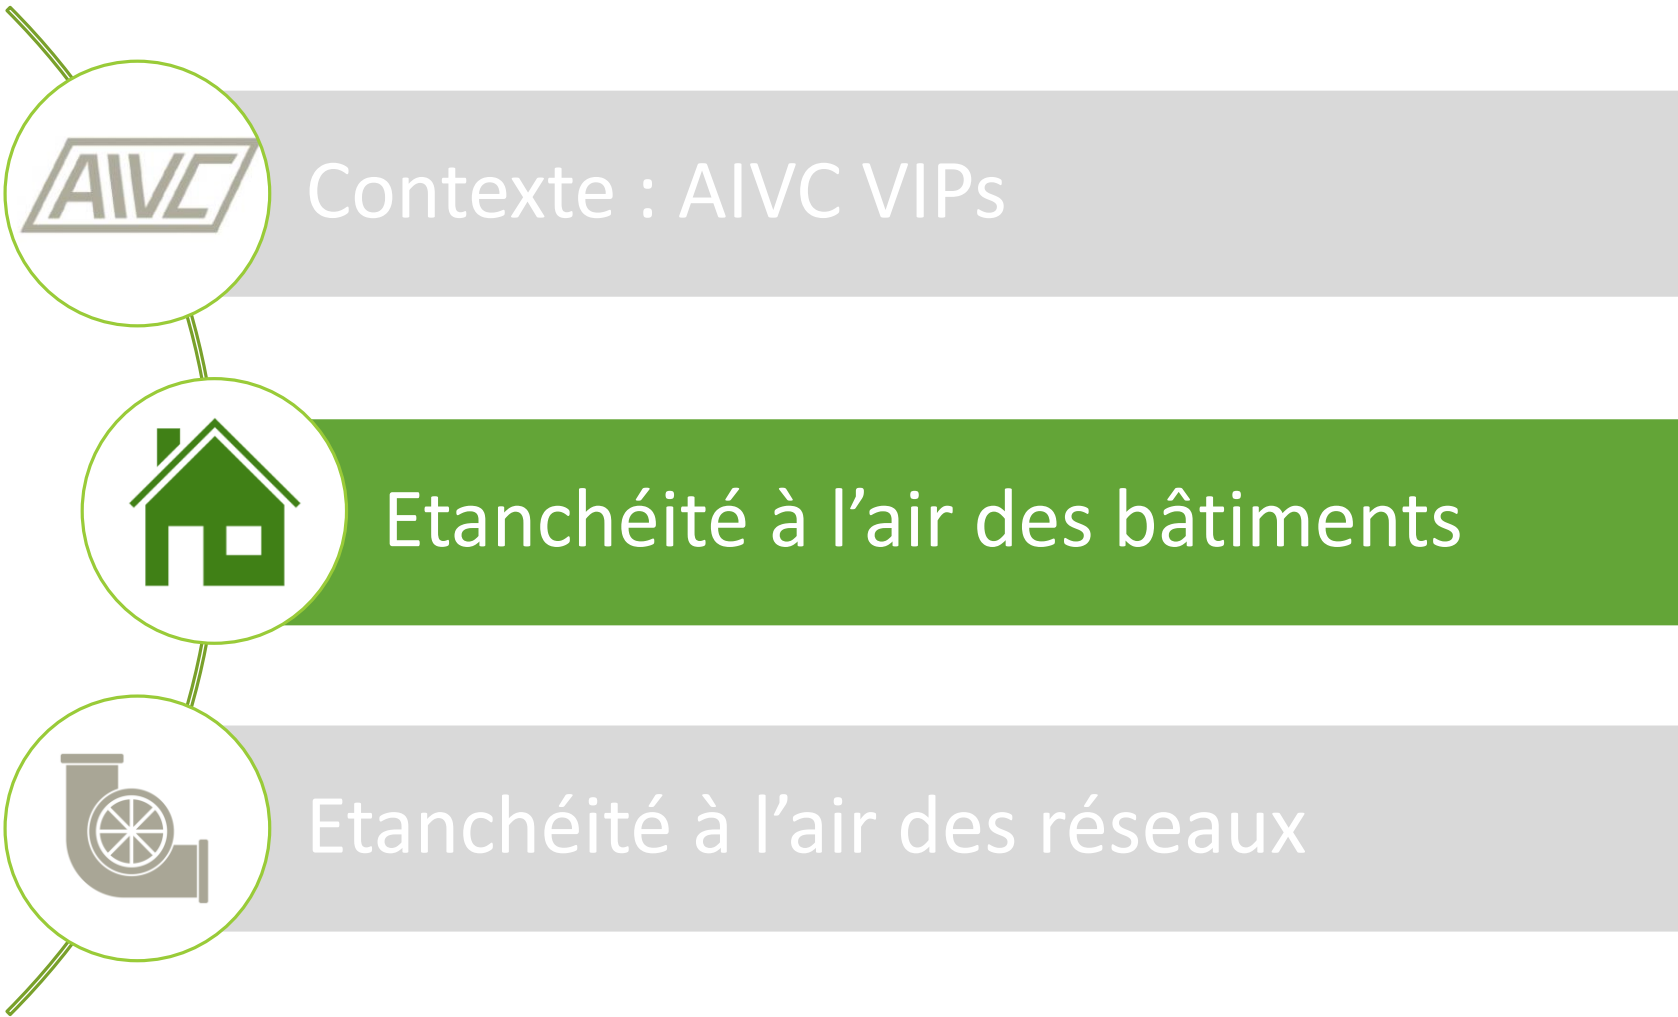 AIVC
Contexte : AIVC VIPs
Etanchéité à l’air des bâtiments
Etanchéité à l’air des réseaux